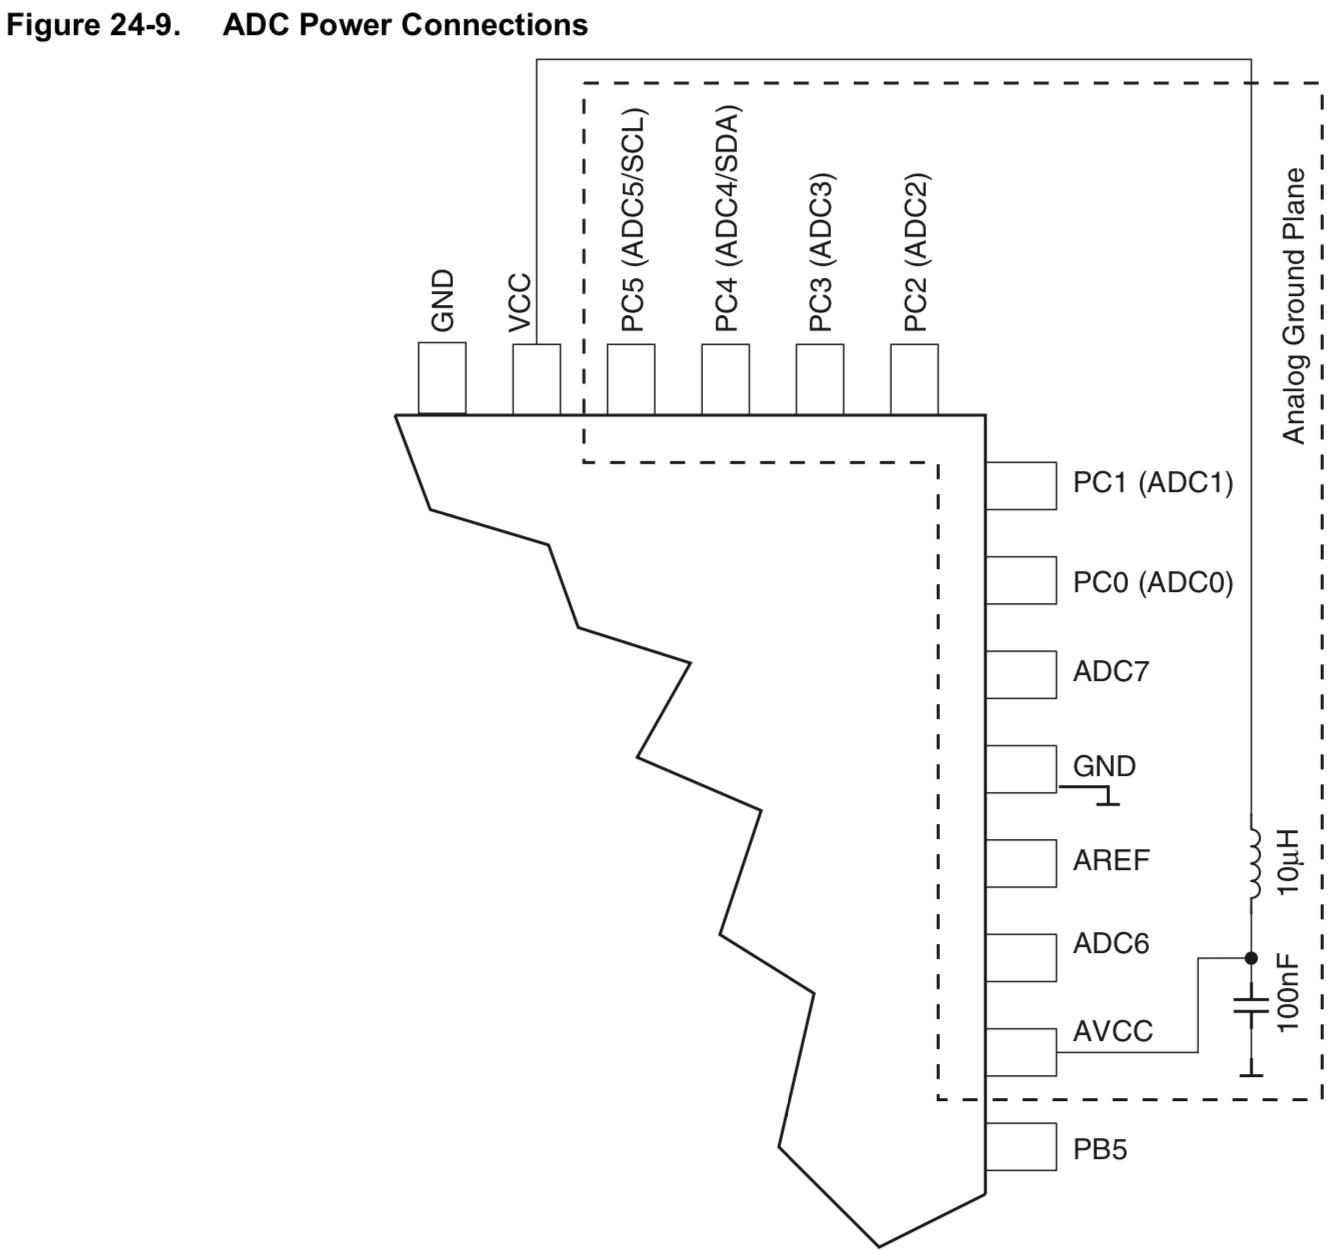 Figure 24-9. ADC Power Connections
GND
VCC
PC5 (ADC5/SCL)
PC4 (ADC4/SDA)
PC3 (ADC3)
PC2 (ADC2)
Analog Ground Plane
PC1 (ADC1)
PC0 (ADC0)
ADC7
GND
AREF
10µH
ADC6
100nF
AVCC
PB5